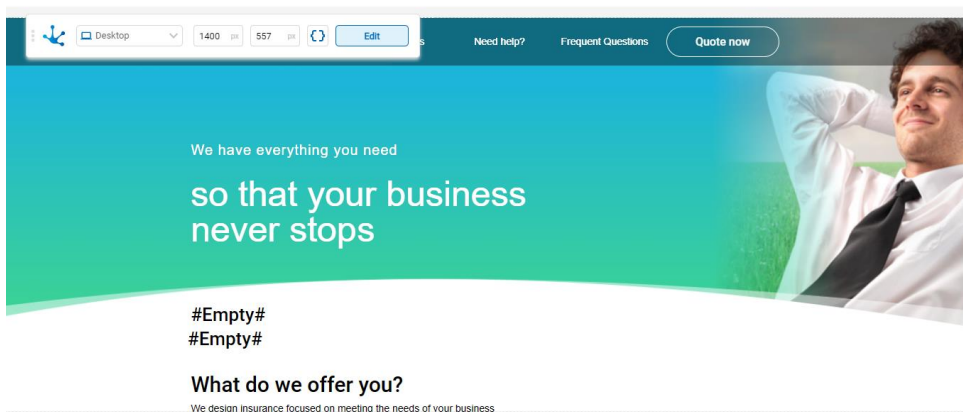 Desktop 1400 px 557 px {} Edit
Need help? Frequent Questions Quote now
We have everything you need
so that your business
never stops
#Empty#
#Empty#
What do we offer you?
We design insurance focused on meeting the needs of your business